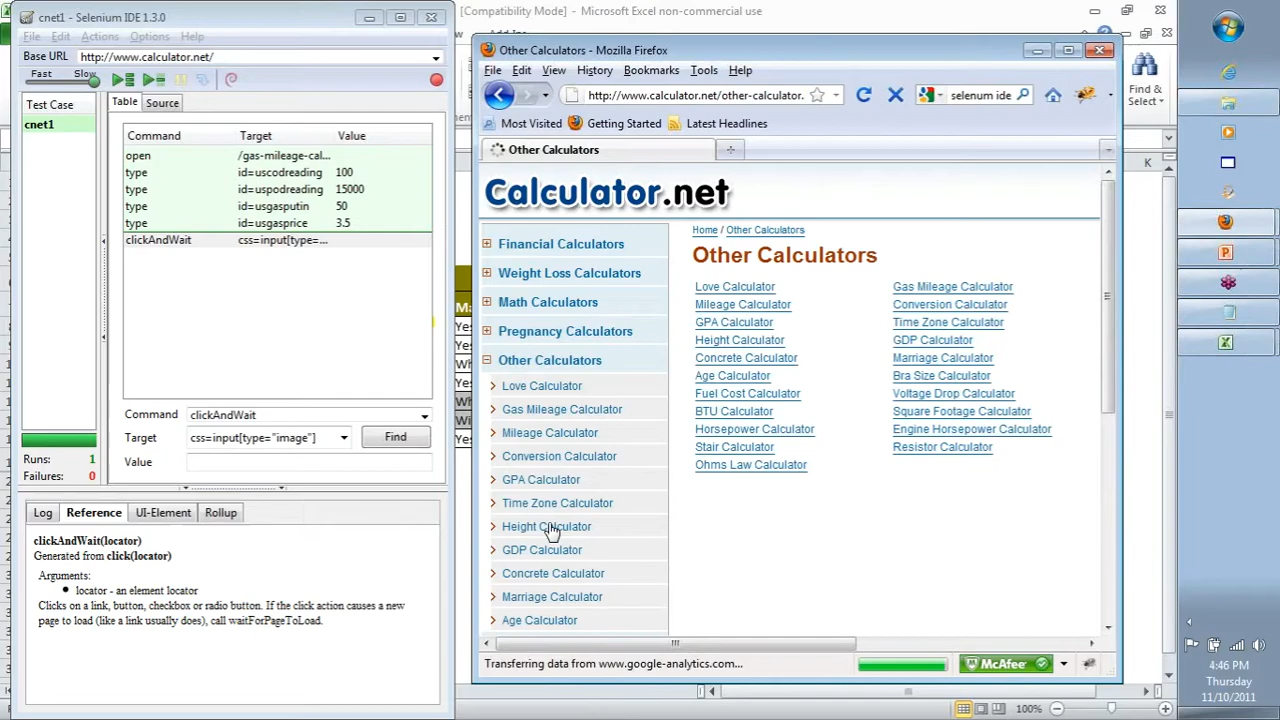 cnet1 - Selenium IDE 1.3.0
File Edit Actions Options Help
Base URL http://www.calculator.net/
Fast Slow
Test Case
cnet1
Runs: 1
Failures: 0
Table Source
Command Target Value
open /gas-mileage-cal...
type id=uscodreading 100
type id=uspodreading 15000
type id=usgasputin 50
type id=usgasprice 3.5
clickAndWait css=input[type=...
Command clickAndWait
Target css=input[type="image"] Find
Value
Log Reference UI-Element Rollup
clickAndWait(locator)
Generated from click(locator)
Arguments:
locator - an element locator
Clicks on a link, button, checkbox or radio button. If the click action causes a new
page to load (like a link usually does), call waitForPageToLoad.
[Compatibility Mode] - Microsoft Excel non-commercial use
Find &
Select
K
Other Calculators - Mozilla Firefox
File Edit View History Bookmarks Tools Help
http://www.calculator.net/other-calculator. selenium ide
Most Visited Getting Started Latest Headlines
Other Calculators
Calculator.net
Financial Calculators
Weight Loss Calculators
Math Calculators
Pregnancy Calculators
Other Calculators
Love Calculator
Gas Mileage Calculator
Mileage Calculator
Conversion Calculator
GPA Calculator
Time Zone Calculator
Height Calculator
GDP Calculator
Concrete Calculator
Marriage Calculator
Age Calculator
Home / Other Calculators
Other Calculators
Love Calculator Gas Mileage Calculator
Mileage Calculator Conversion Calculator
GPA Calculator Time Zone Calculator
Height Calculator GDP Calculator
Concrete Calculator Marriage Calculator
Age Calculator Bra Size Calculator
Fuel Cost Calculator Voltage Drop Calculator
BTU Calculator Square Footage Calculator
Horsepower Calculator Engine Horsepower Calculator
Stair Calculator Resistor Calculator
Ohms Law Calculator
Transferring data from www.google-analytics.com...
McAfee
100%
4:46 PM
Thursday
11/10/2011